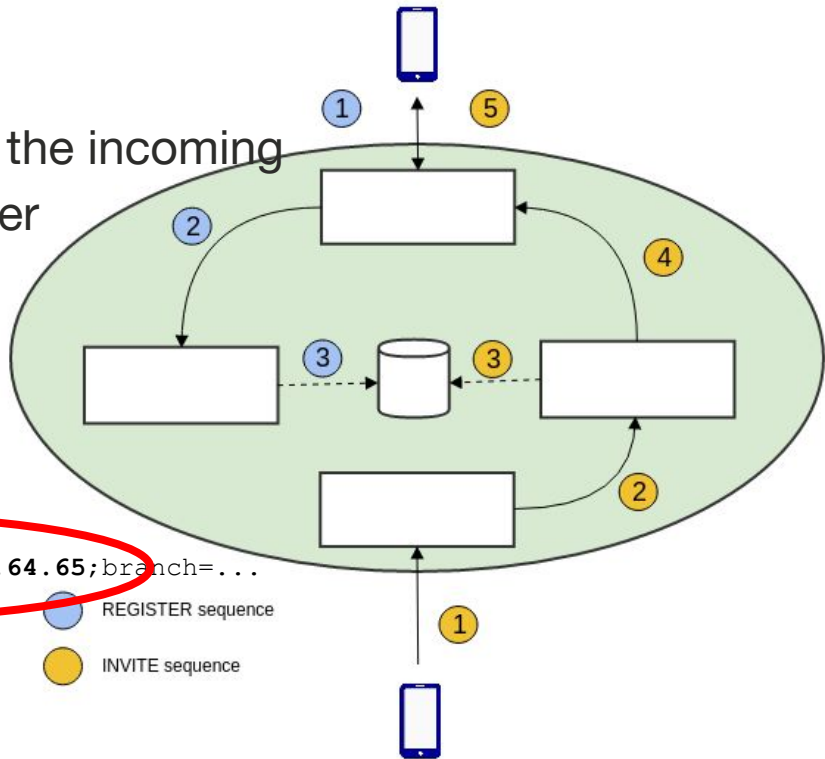 1
5
the incoming
er
2
4
3
3
2
64.65;branch=...
REGISTER sequence
1
INVITE sequence